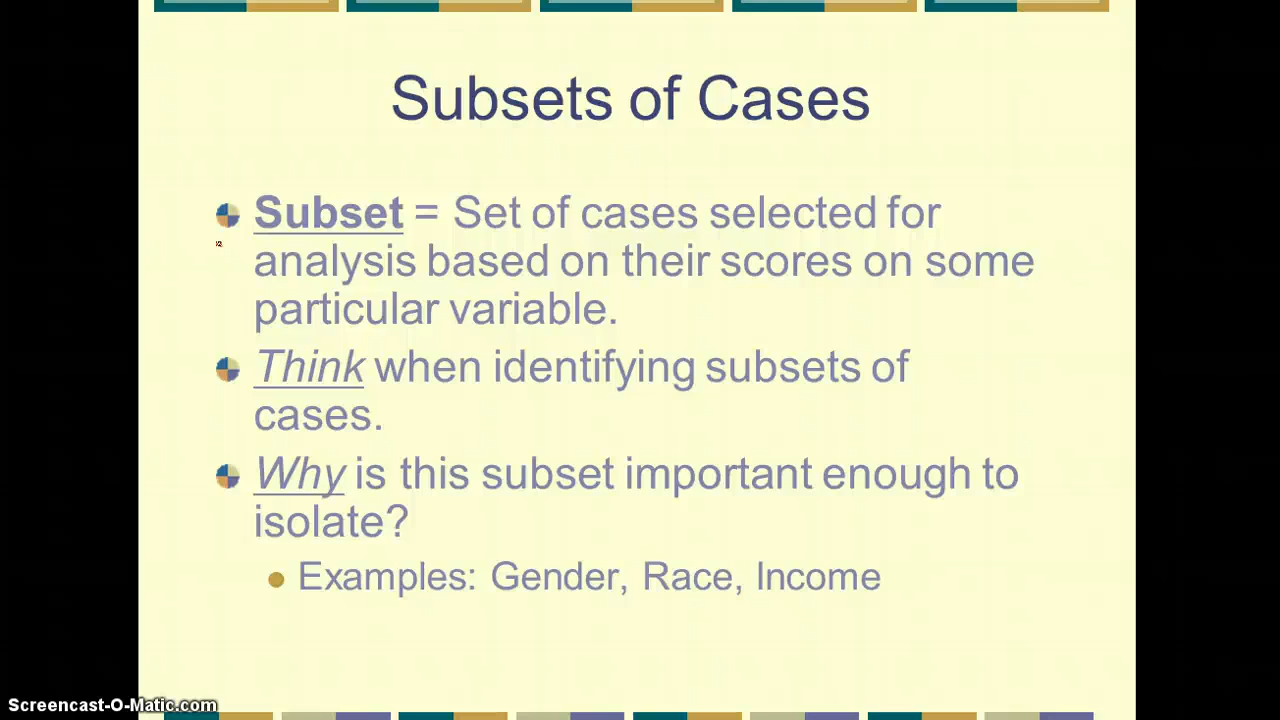 Subsets of Cases
Subset = Set of cases selected for
analysis based on their scores on some
particular variable.
Think when identifying subsets of
cases.
Why is this subset important enough to
isolate?
Examples: Gender, Race, Income
Screencast-O-Matic.com